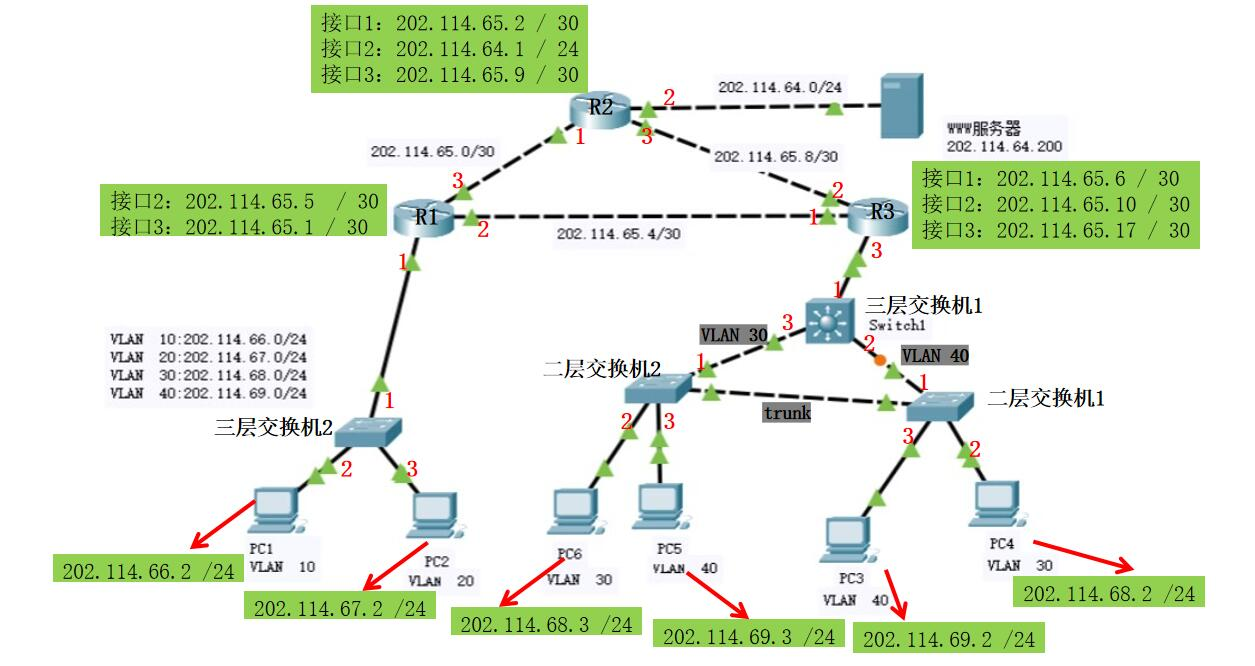 接口1: 202.114.65.2 / 30
接口2: 202.114.64.1 / 24
接口3: 202.114.65.9 / 30
R2
2
202.114.64.0/24
1
3
WWW服务器
202.114.64.200
202.114.65.0/30
202.114.65.8/30
接口1: 202.114.65.6 / 30
接口2: 202.114.65.10 / 30
接口3: 202.114.65.17 / 30
接口2: 202.114.65.5 / 30
接口3: 202.114.65.1 / 30
3
R1
2
1
202.114.65.4/30
2
R3
1
3
1
三层交换机1
Switch1
3
2
VLAN 30
VLAN 40
VLAN 10:202.114.66.0/24
VLAN 20:202.114.67.0/24
VLAN 30:202.114.68.0/24
VLAN 40:202.114.69.0/24
二层交换机2
1
2
3
trunk
1
二层交换机1
3
2
1
三层交换机2
2
3
PC1
VLAN 10
202.114.66.2 /24
PC2
VLAN 20
202.114.67.2 /24
PC6
VLAN 30
202.114.68.3 /24
PC5
VLAN 40
202.114.69.3 /24
PC3
VLAN 40
202.114.69.2 /24
PC4
VLAN 30
202.114.68.2 /24